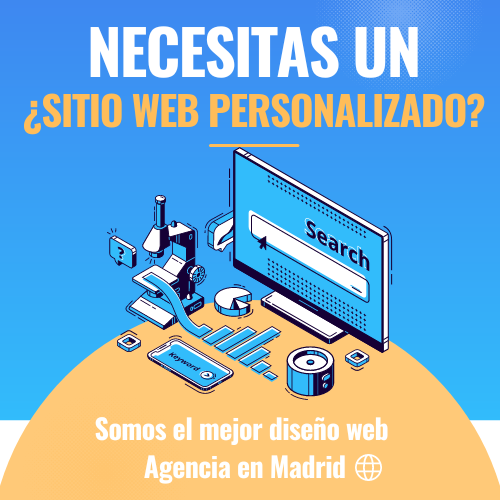 NECESITAS UN
¿SITIO WEB PERSONALIZADO?
Search
?
Keyword
Somos el mejor diseño web
Agencia en Madrid